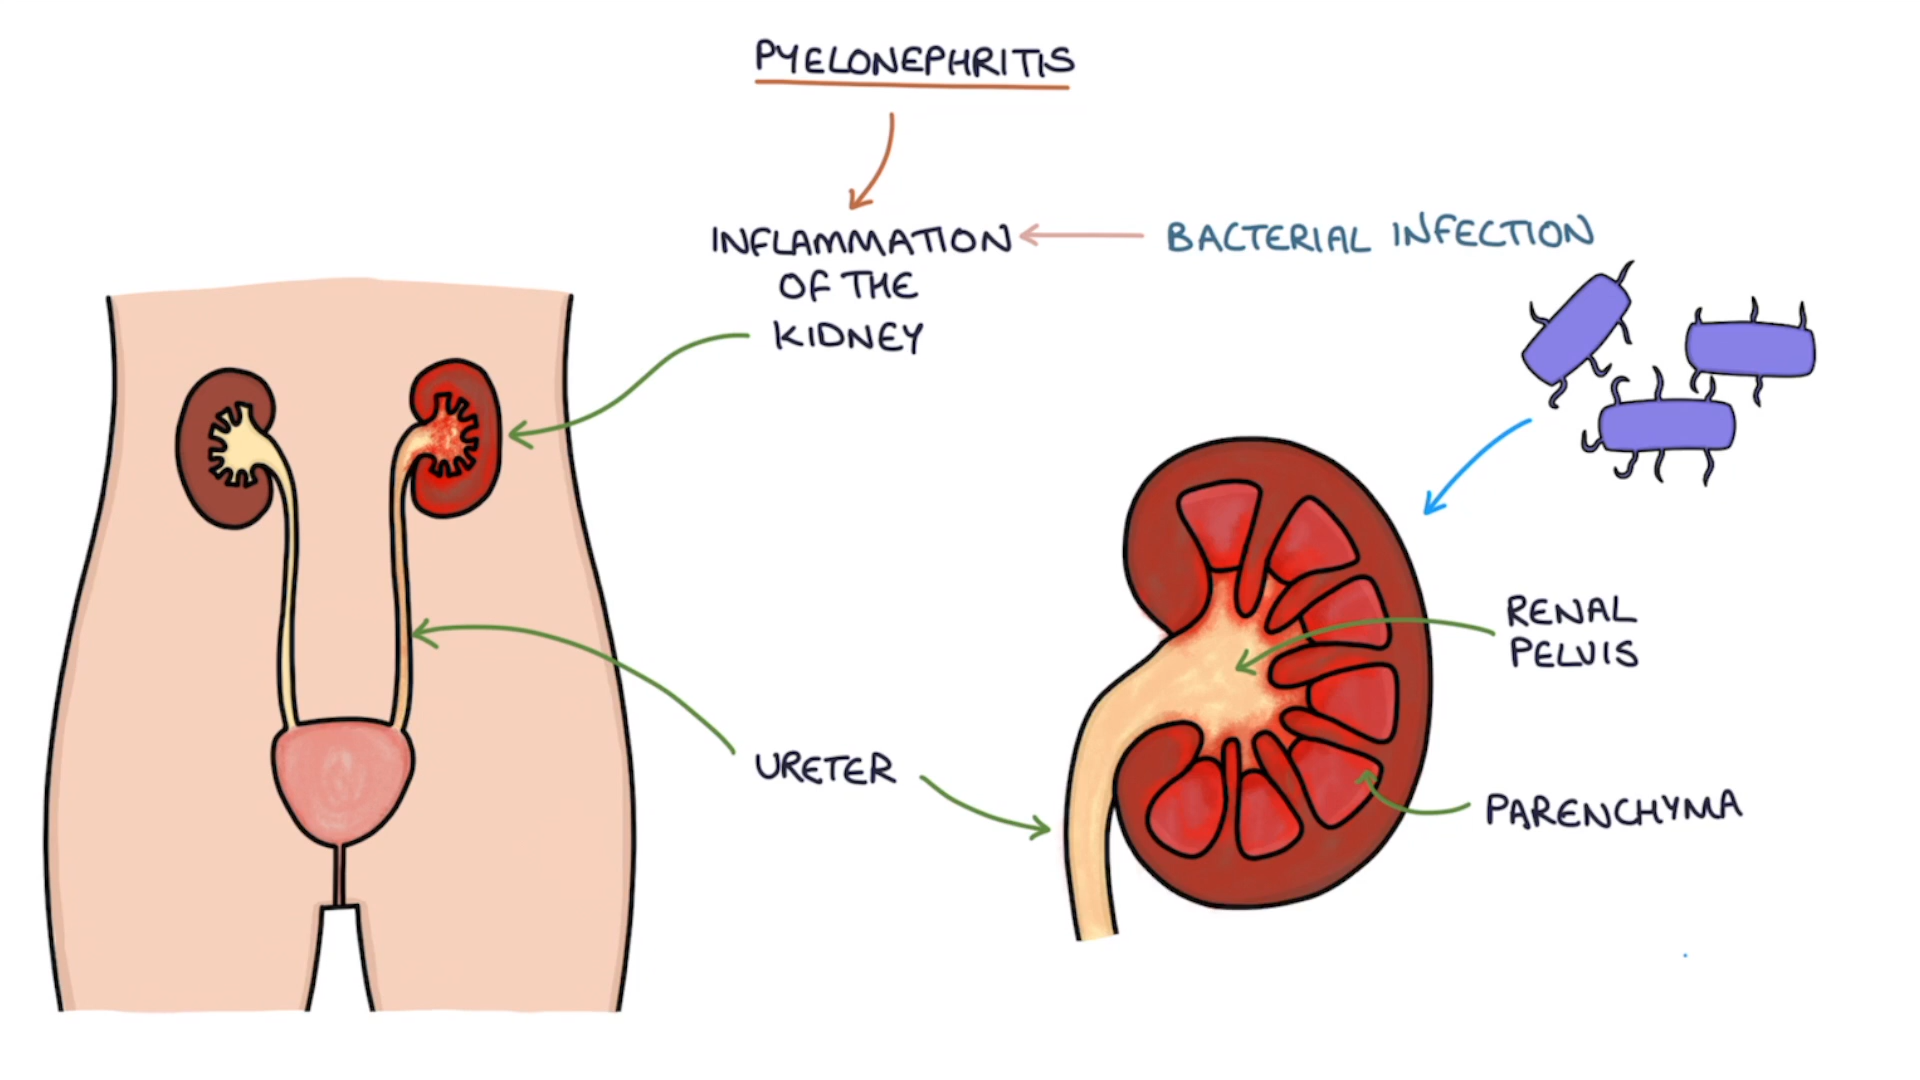 PYELONEPHRITIS
INFLAMMATION
OF THE
KIDNEY
BACTERIAL INFECTION
RENAL
PELVIS
URETER
PARENCHYMA